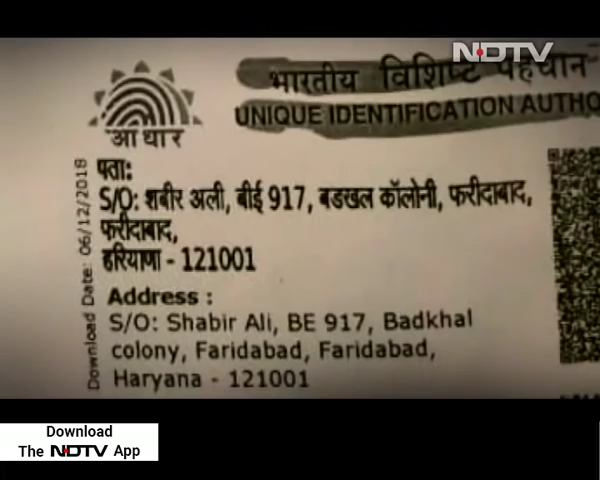 NDTV
भारतीय विशिष्ट पहचान
UNIQUE IDENTIFICATION AUTHO
आधार
Download Date: 06/12/2018
पता:
S/O: शबीर अली, बीई 917, बडखल कॉलोनी, फरीदाबाद,
फरीदाबाद,
हरियाणा - 121001
Address :
S/O: Shabir Ali, BE 917, Badkhal
colony, Faridabad, Faridabad,
Haryana - 121001
Download
The NDTV App